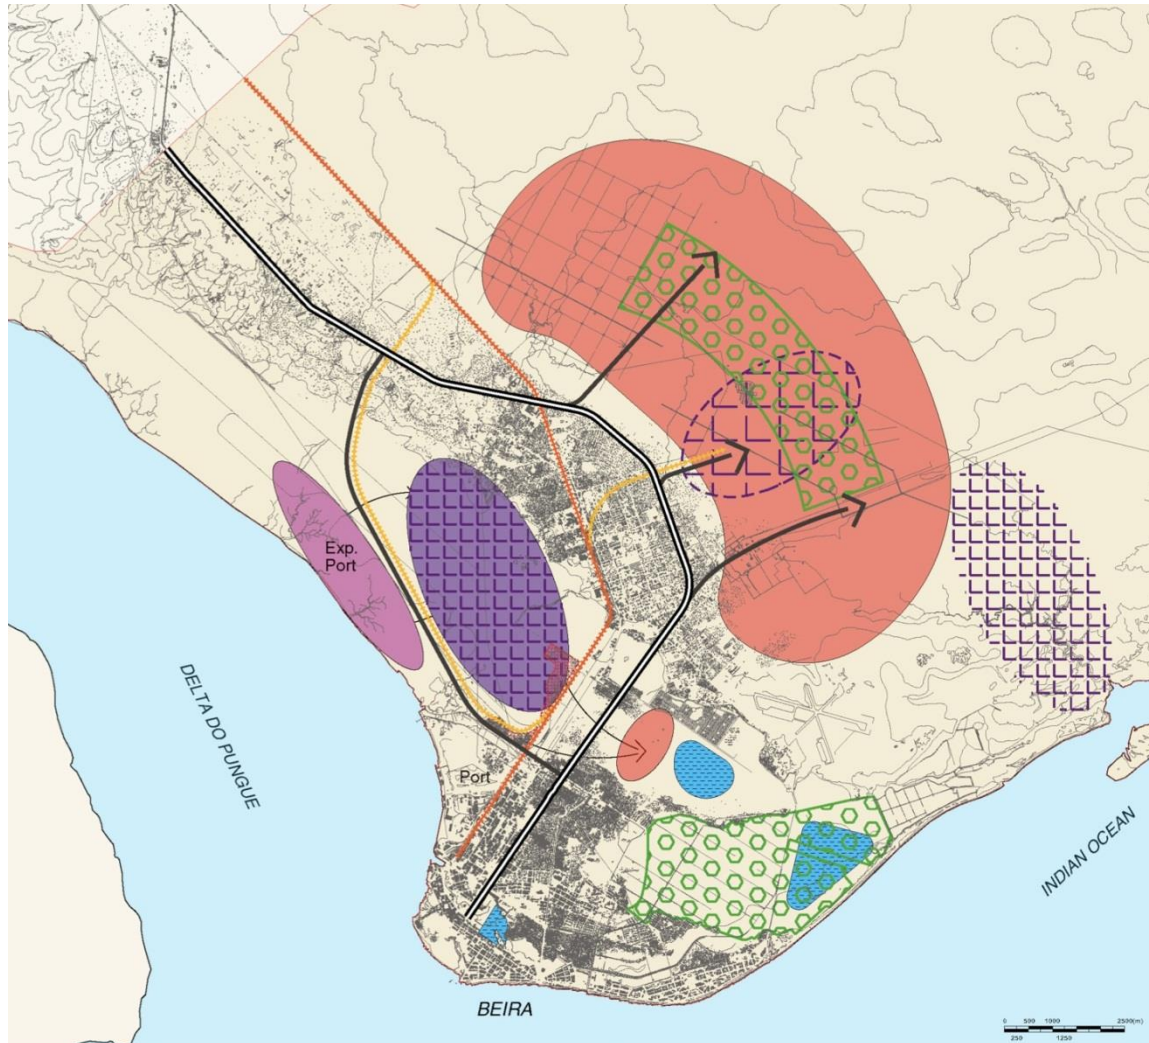 Exp.
Port
DELTA DO PUNGUE
Port
INDIAN OCEAN
BEIRA
0 500 1000 2500(m)
250 1250